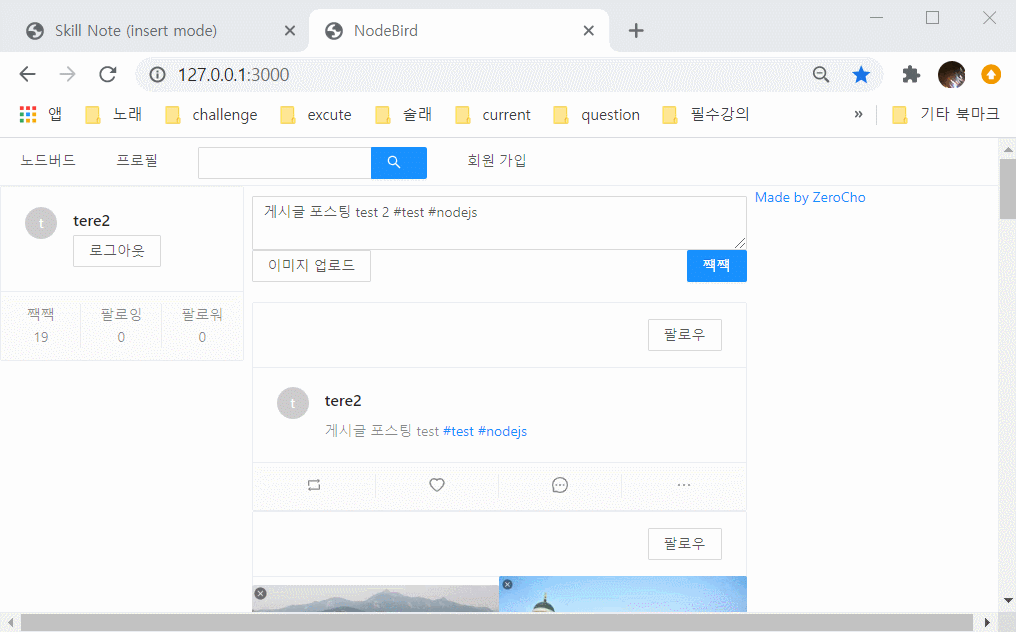 Skill Note (insert mode)
NodeBird
127.0.0.1:3000
앱 노래 challenge excute 술래 current question 필수강의 » 기타 북마크
노드버드 프로필 회원 가입
t tere2
로그아웃
짹짹 팔로잉 팔로워
19 0 0
게시글 포스팅 test 2 #test #nodejs
이미지 업로드 짹짹
Made by ZeroCho
팔로우
t tere2
게시글 포스팅 test #test #nodejs
팔로우